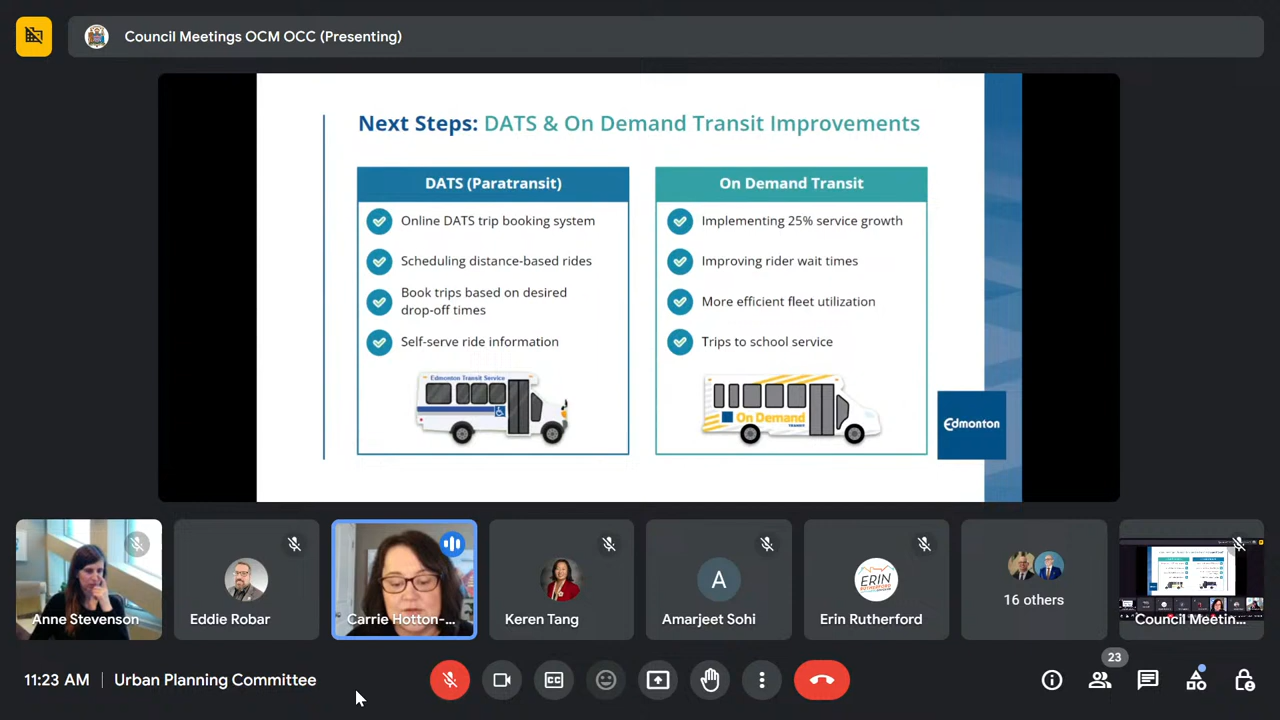 Council Meetings OCM OCC (Presenting)
Next Steps: DATS & On Demand Transit Improvements
DATS (Paratransit)
Online DATS trip booking system
Scheduling distance-based rides
Book trips based on desired
drop-off times
Self-serve ride information
Edmonton Transit Service
On Demand Transit
Implementing 25% service growth
Improving rider wait times
More efficient fleet utilization
Trips to school service
On Demand
TRANSIT
Edmonton
Anne Stevenson
Eddie Robar
Carrie Hotton-...
Keren Tang
A
Amarjeet Sohi
ERIN
RUTHERFORD
Erin Rutherford
16 others
Council Meetin...
11:23 AM | Urban Planning Committee
CC
23